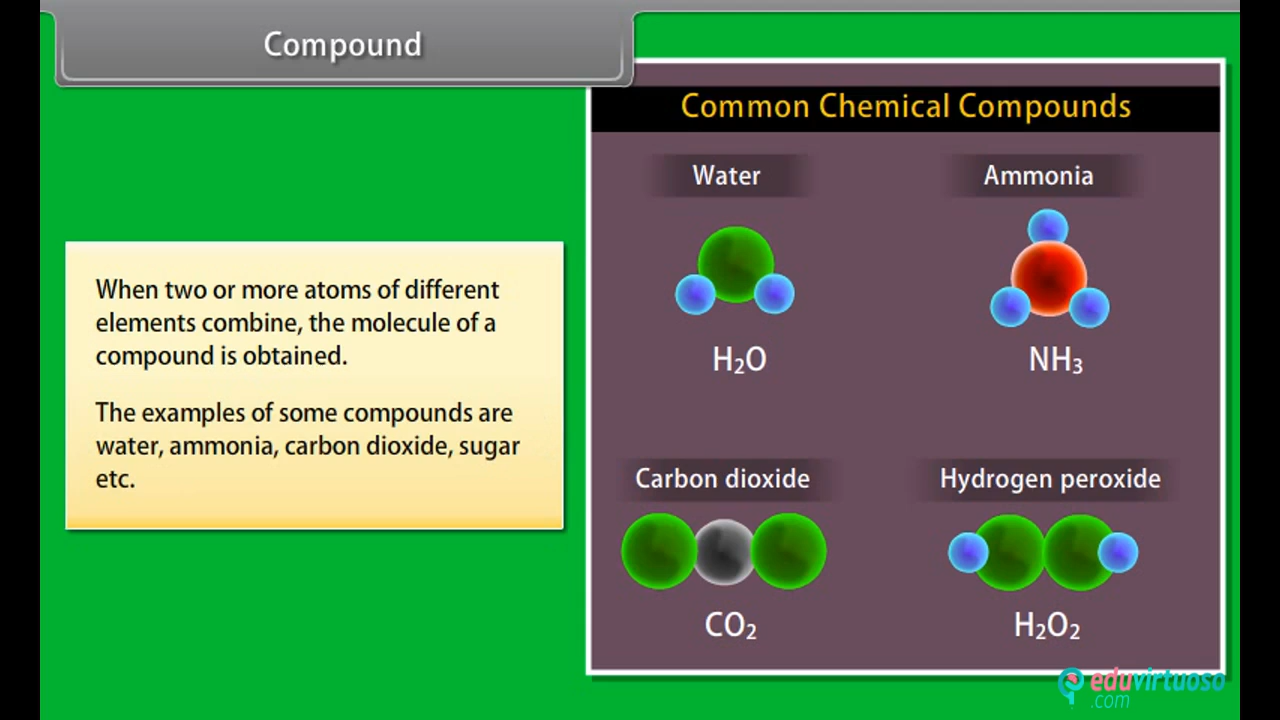 Compound
When two or more atoms of different
elements combine, the molecule of a
compound is obtained.
The examples of some compounds are
water, ammonia, carbon dioxide, sugar
etc.
Common Chemical Compounds
Water
Ammonia
H₂O
NH₃
Carbon dioxide
Hydrogen peroxide
CO₂
H₂O₂
eduvirtuoso
.com